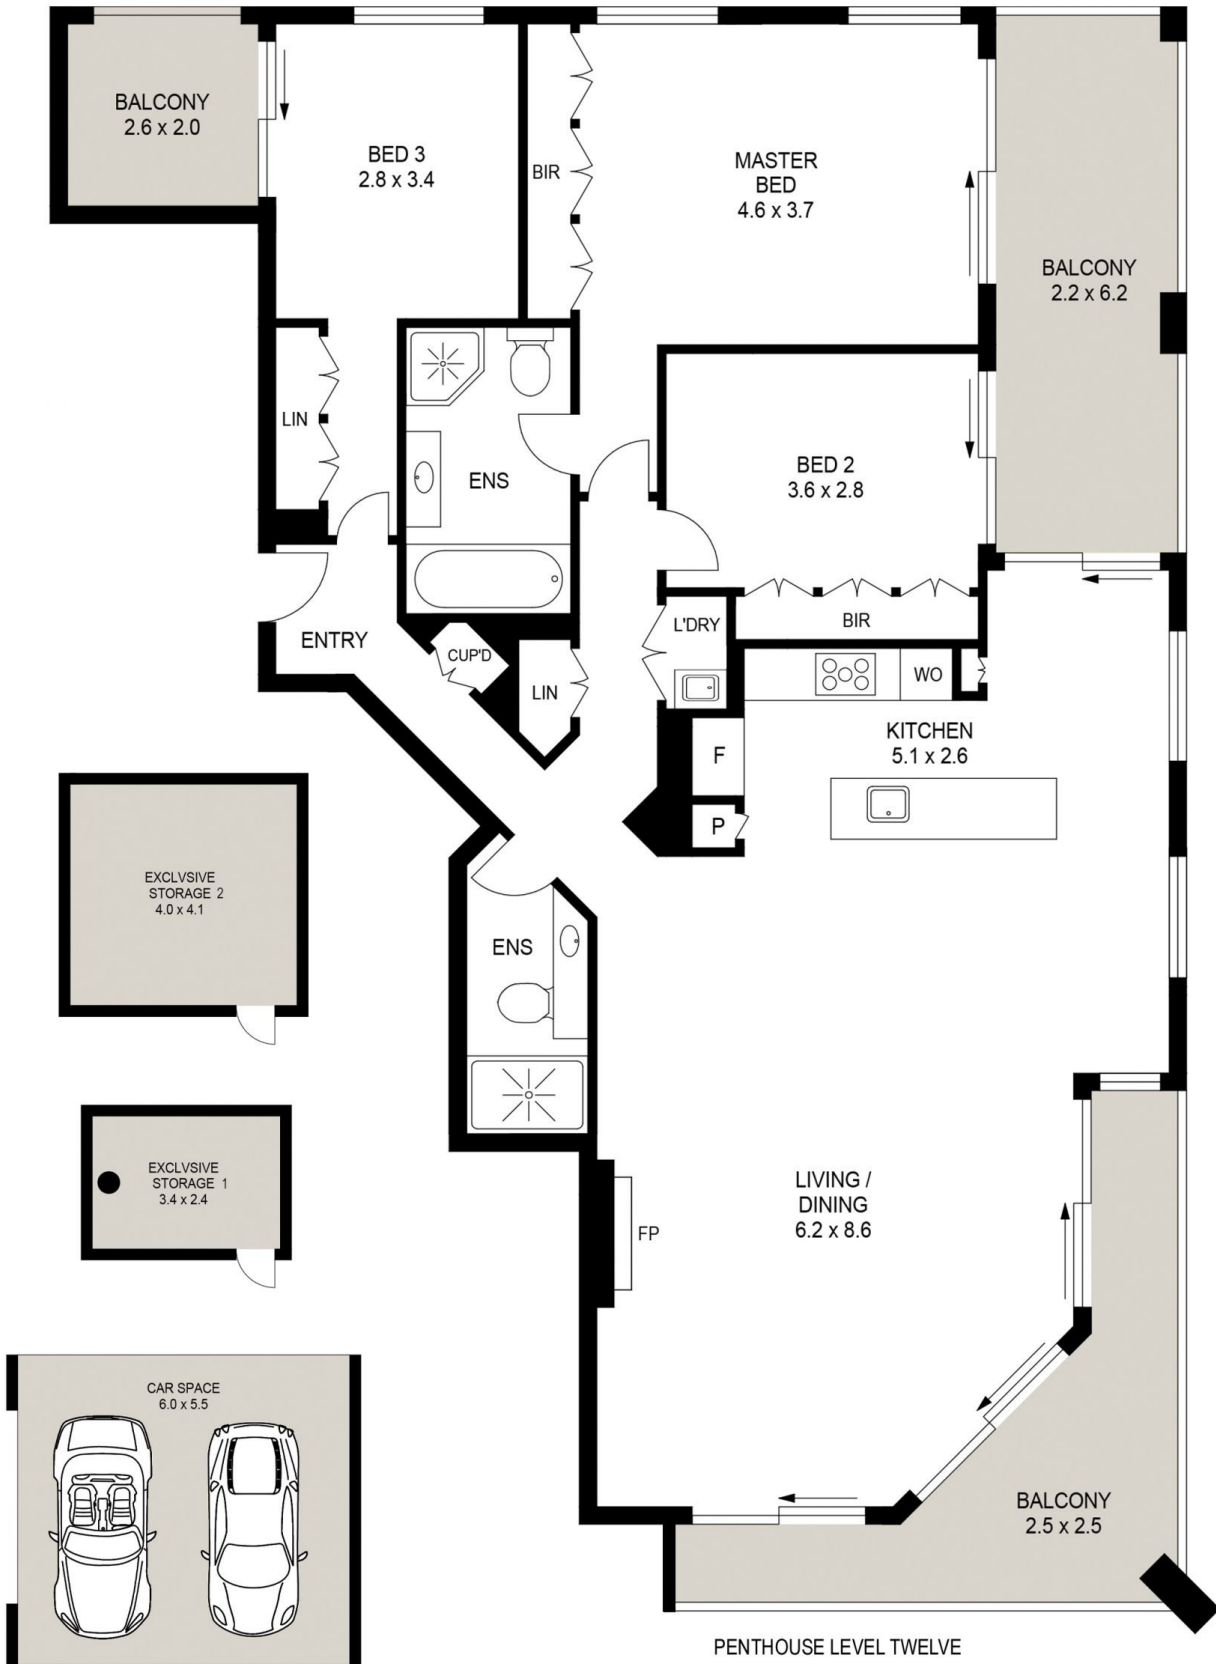 BALCONY
2.6 x 2.0
BED 3
2.8 x 3.4
BIR
MASTER
BED
4.6 x 3.7
BALCONY
2.2 x 6.2
LIN
ENS
BED 2
3.6 x 2.8
ENTRY
CUP'D
LIN
L'DRY
BIR
WO
KITCHEN
5.1 x 2.6
F
P
EXCLVSIVE
STORAGE 2
4.0 x 4.1
ENS
EXCLVSIVE
STORAGE 1
3.4 x 2.4
LIVING /
DINING
6.2 x 8.6
FP
CAR SPACE
6.0 x 5.5
BALCONY
2.5 x 2.5
PENTHOUSE LEVEL TWELVE